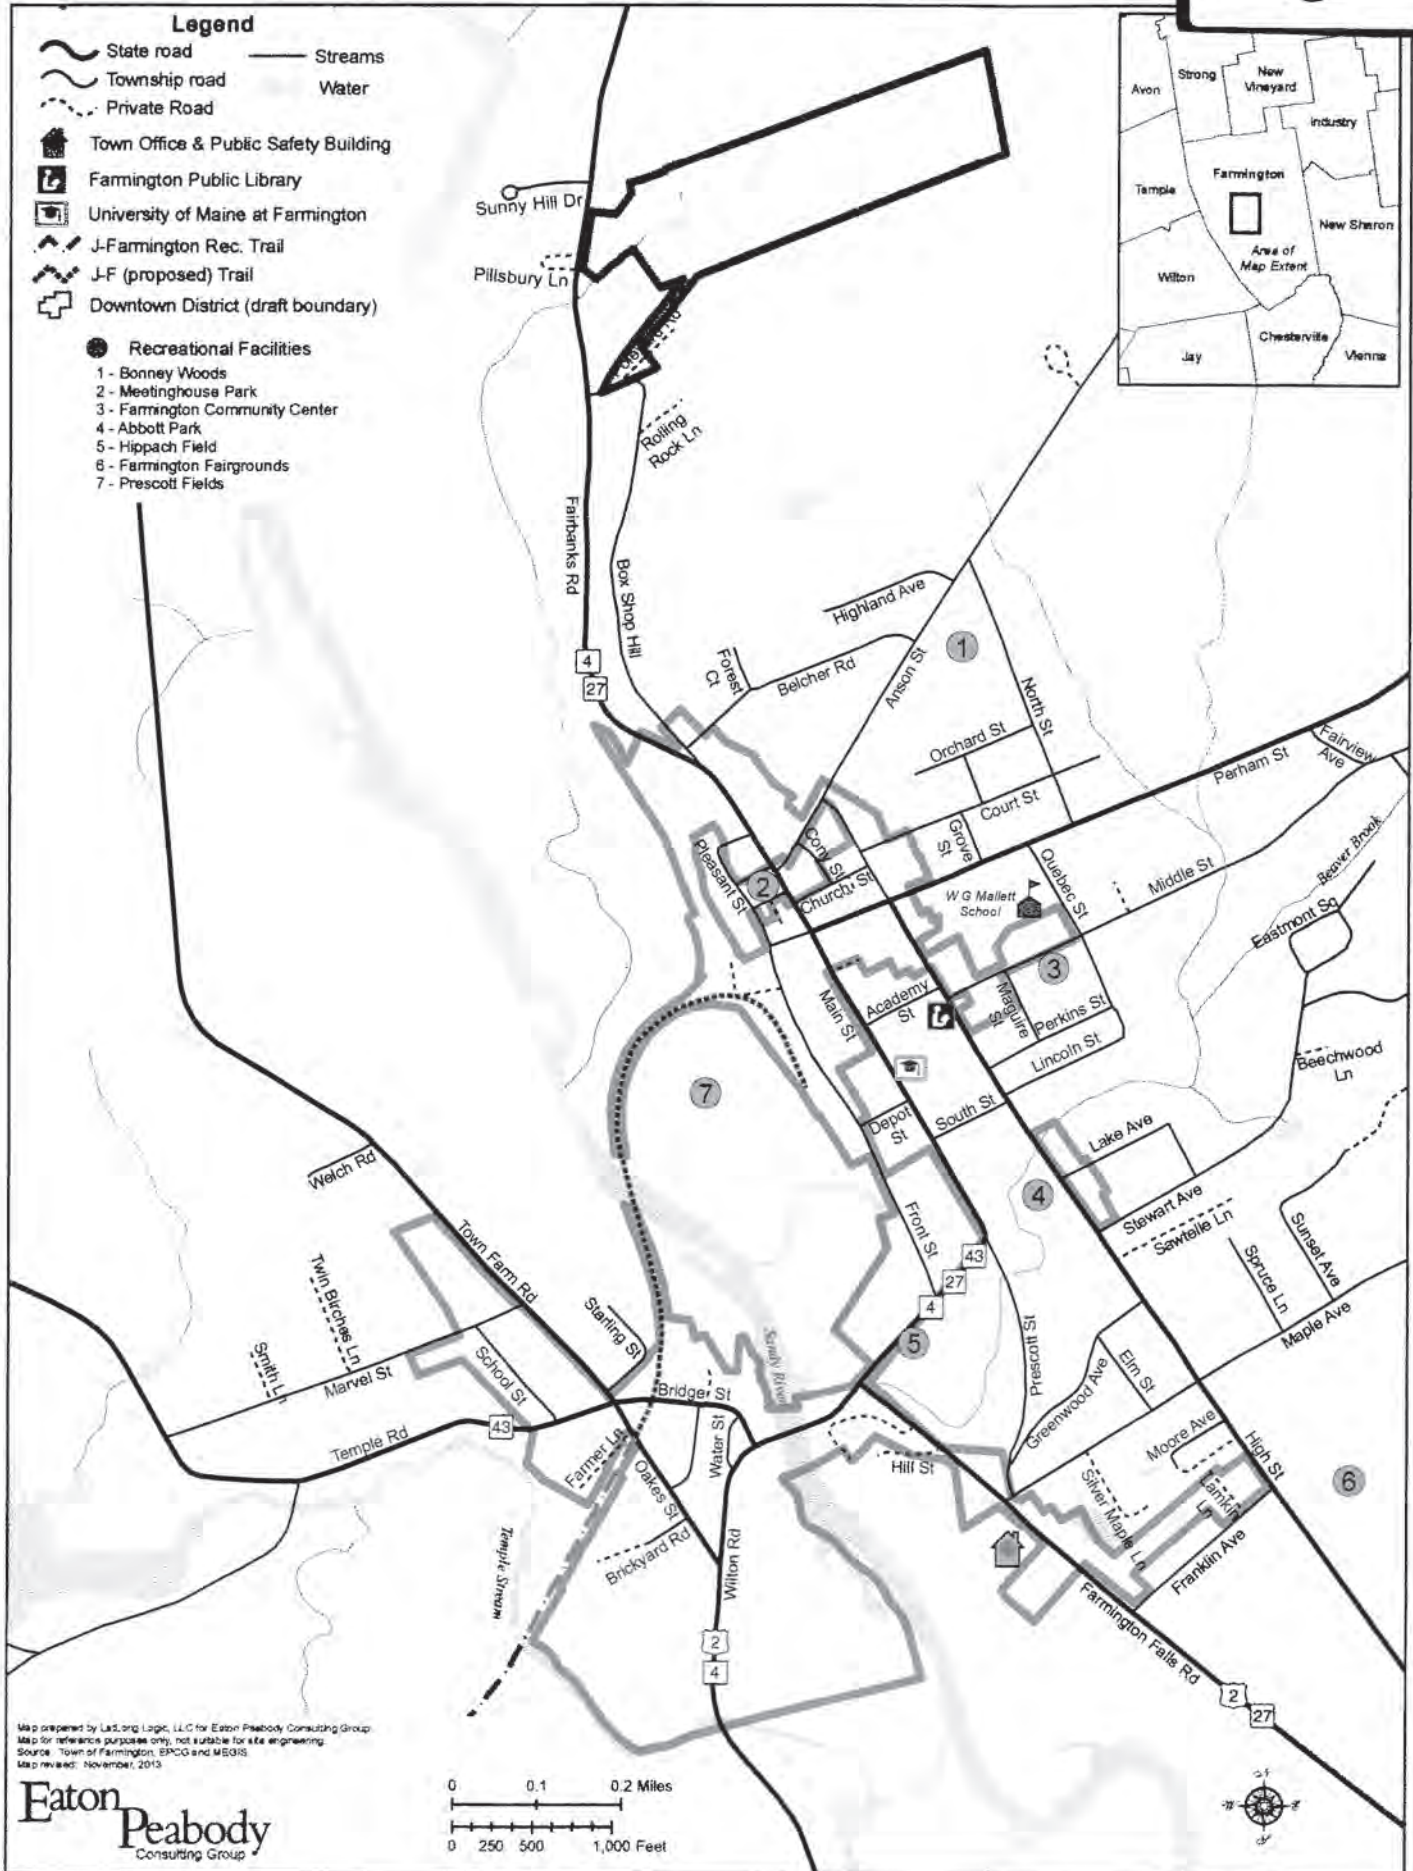 Legend
State road
Streams
Township road
Water
Private Road
Town Office & Public Safety Building
Farmington Public Library
University of Maine at Farmington
J-Farmington Rec. Trail
J-F (proposed) Trail
Downtown District (draft boundary)
Recreational Facilities
1 - Bonney Woods
2 - Meetinghouse Park
3 - Farmington Community Center
4 - Abbott Park
5 - Hippach Field
6 - Farmington Fairgrounds
7 - Prescott Fields
Avon
Strong
New
Vineyard
Industry
Farmington
Temple
New Sharon
Area of
Map Extent
Wilton
Chesterville
Jay
Vienna
Sunny Hill Dr
Pillsbury Ln
Rolling
Rock Ln
Fairbanks Rd
Box Shop Hill
Highland Ave
Forest
Ct
Belcher Rd
Anson St
1
4
27
North St
Orchard St
Fairview
Ave
Perham St
Court St
Grove
St
Cony St
Pleasant St
2
Church St
W G Mallett
School
Quebec St
Middle St
Beaver Brook
Eastmont Sq
3
Main St
Academy
St
Maguire
St
Perkins St
Lincoln St
Beechwood
Ln
7
Depot
St
South St
Lake Ave
4
Welch Rd
Stewart Ave
Sawtelle Ln
Front St
Town Farm Rd
43
27
4
Spruce Ln
Sunset Ave
Twin Birches Ln
Starling St
Sandy River
Prescott St
Maple Ave
Smith Ln
Marvel St
School St
5
Elm St
Bridge St
Greenwood Ave
43
Temple Rd
Water St
Moore Ave
High St
Farmer Ln
Oakes St
Hill St
Silver Maple Ln
Lamkin
Ln
6
Temple Stream
Brickyard Rd
Wilton Rd
Franklin Ave
Farmington Falls Rd
2
4
2
27
Map prepared by LatLong Logic, LLC for Eaton Peabody Consulting Group.
Map for reference purposes only, not suitable for site engineering.
Source: Town of Farmington, EPCG and MEGIS
Map revised: November, 2013
Eaton
Peabody
Consulting Group
0 0.1 0.2 Miles
0 250 500 1,000 Feet